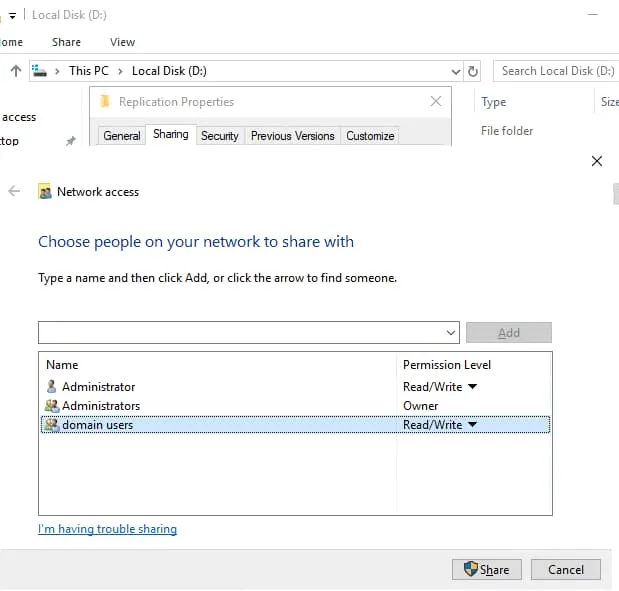 Local Disk (D:)
ome Share View
This PC Local Disk (D:) Search Local Disk (D:)
access Replication Properties Type Size
top General Sharing Security Previous Versions Customize File folder
Network access
Choose people on your network to share with
Type a name and then click Add, or click the arrow to find someone.
Add
Name Permission Level
Administrator Read/Write
Administrators Owner
domain users Read/Write
I'm having trouble sharing
Share Cancel